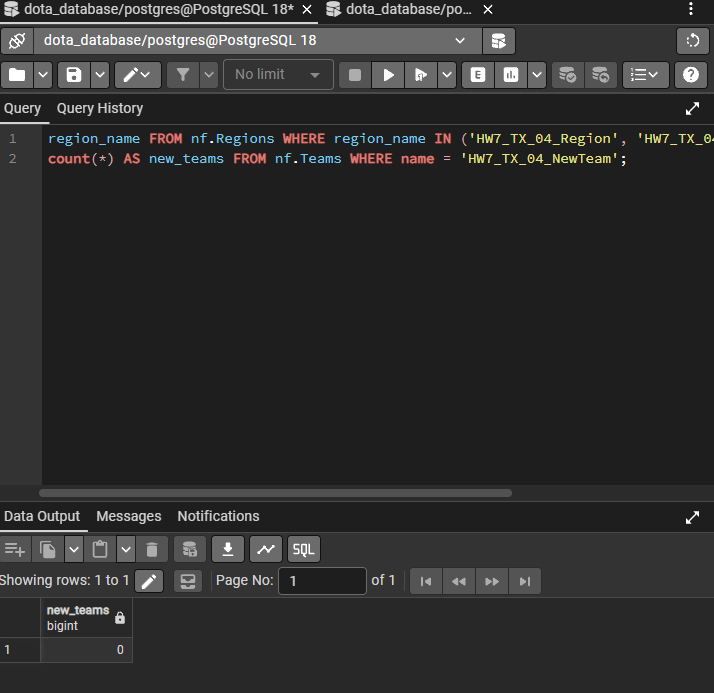 dota_database/postgres@PostgreSQL 18*
dota_database/po...
dota_database/postgres@PostgreSQL 18
No limit
E
Query
Query History
1 region_name FROM nf.Regions WHERE region_name IN ('HW7_TX_04_Region', 'HW7_TX_04
2 count(*) AS new_teams FROM nf.Teams WHERE name = 'HW7_TX_04_NewTeam';
Data Output
Messages
Notifications
SQL
Showing rows: 1 to 1
Page No: 1 of 1
new_teams
bigint
1 0